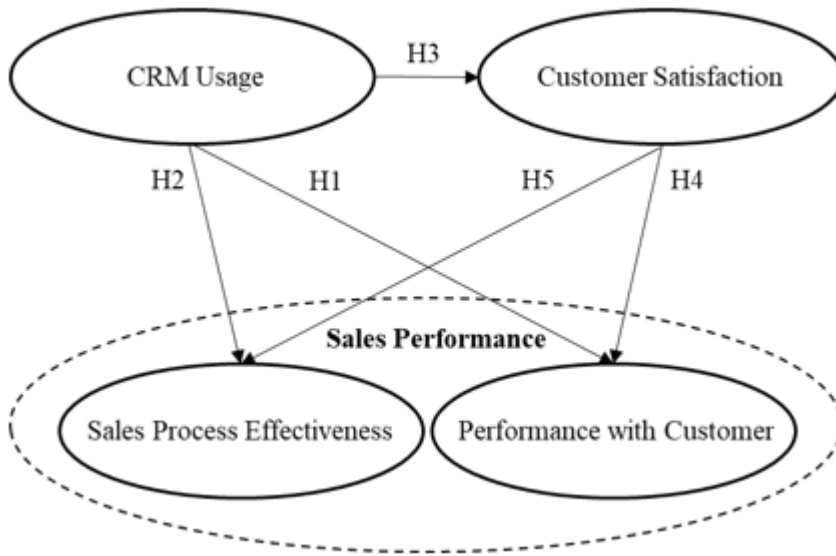 CRM Usage
H3
Customer Satisfaction
H2
H1
H5
H4
Sales Performance
Sales Process Effectiveness
Performance with Customer